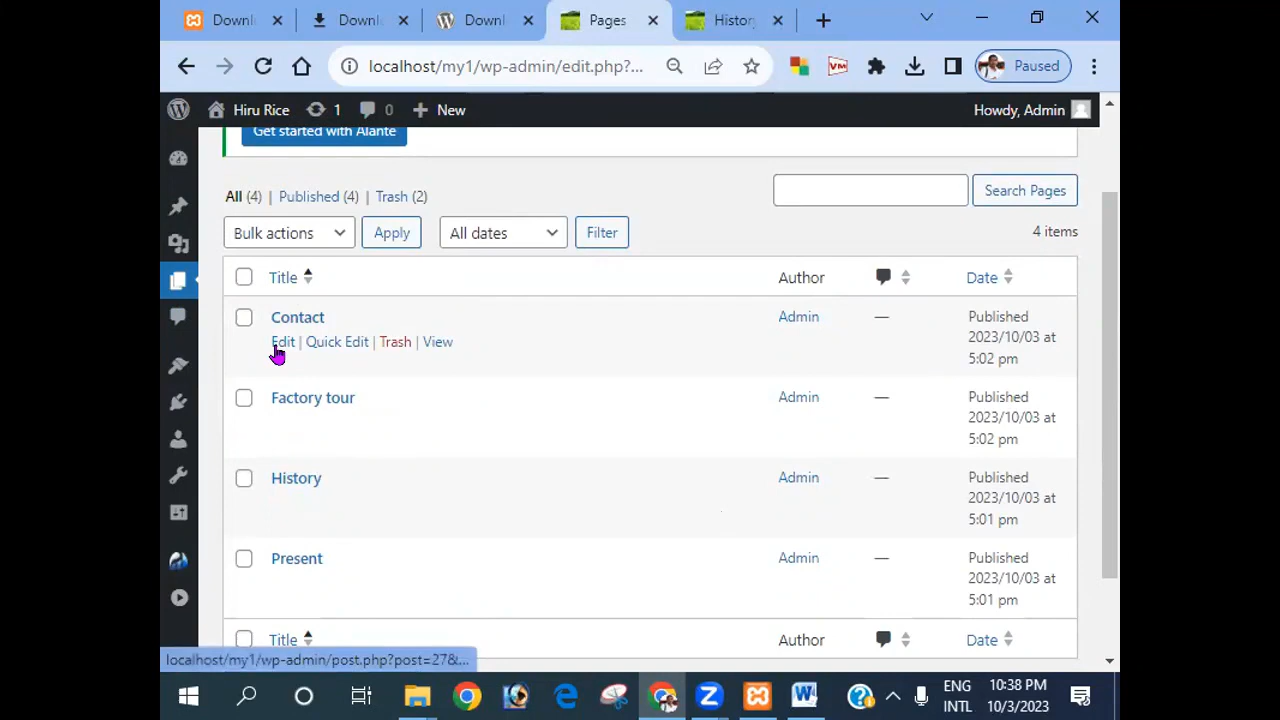 Downl
Downl
Downl
Pages
Histor
localhost/my1/wp-admin/edit.php?...
Paused
Hiru Rice
1
0
New
Howdy, Admin
Get started with Alante
All (4) | Published (4) | Trash (2)
Search Pages
Bulk actions
Apply
All dates
Filter
4 items
Title
Author
Date
Contact
Admin
—
Published
2023/10/03 at
5:02 pm
Edit | Quick Edit | Trash | View
Factory tour
Admin
—
Published
2023/10/03 at
5:02 pm
History
Admin
—
Published
2023/10/03 at
5:01 pm
Present
Admin
—
Published
2023/10/03 at
5:01 pm
Title
Author
Date
localhost/my1/wp-admin/post.php?post=27&...
ENG
INTL
10:38 PM
10/3/2023